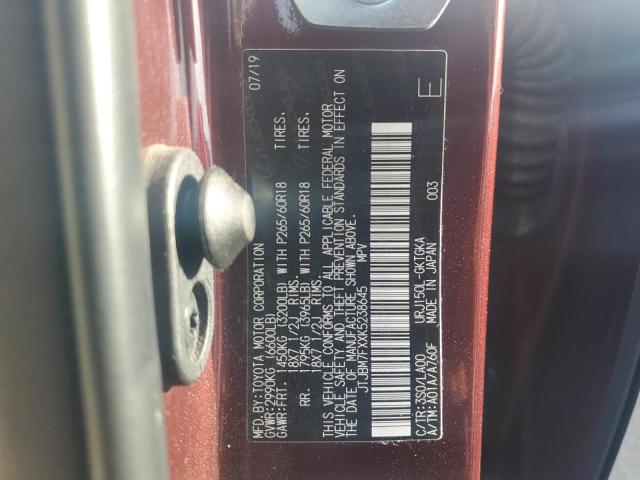 MFD.BY:TOYOTA MOTOR CORPORATION 07/19
GVWR:2990KG (6600LB)
GAWR:FRT. 1450KG (3200LB) WITH P265/60R18 TIRES.
18X7 1/2J RIMS.
RR. 1795KG (3965LB) WITH P265/60R18 TIRES.
18X7 1/2J RIMS.
THIS VEHICLE CONFORMS TO ALL APPLICABLE FEDERAL MOTOR
VEHICLE SAFETY AND THEFT PREVENTION STANDARDS IN EFFECT ON
THE DATE OF MANUFACTURE SHOWN ABOVE.
JTJBM7FXXK5238645 MPV
C/TR:3S0/LA00 URJ150L-GKTGKA
A/TM:A01A/A760F MADE IN JAPAN 003 E